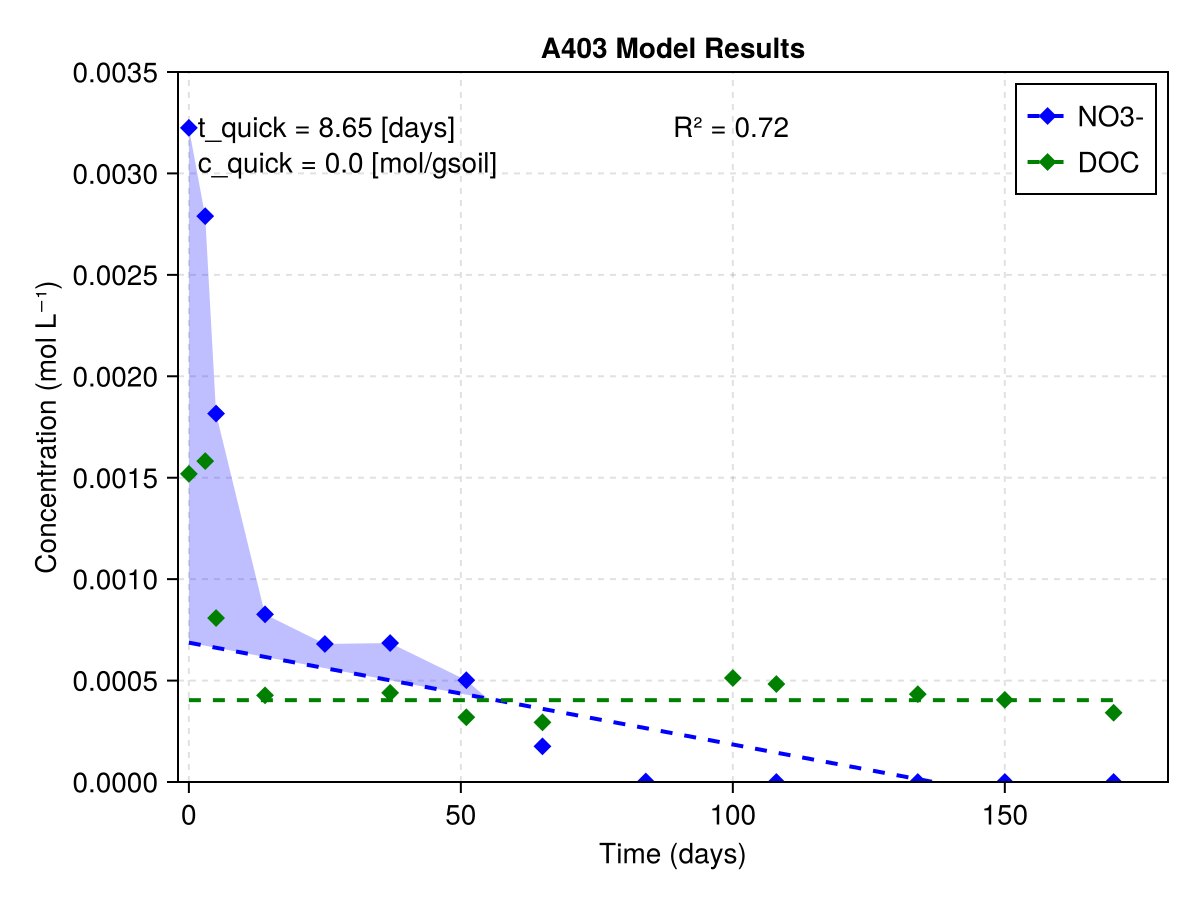 A403 Model Results
0.0035
0.0030
0.0025
0.0020
0.0015
0.0010
0.0005
0.0000
Concentration (mol L⁻¹)
t_quick = 8.65 [days]
c_quick = 0.0 [mol/gsoil]
R² = 0.72
NO3-
DOC
0 50 100 150
Time (days)